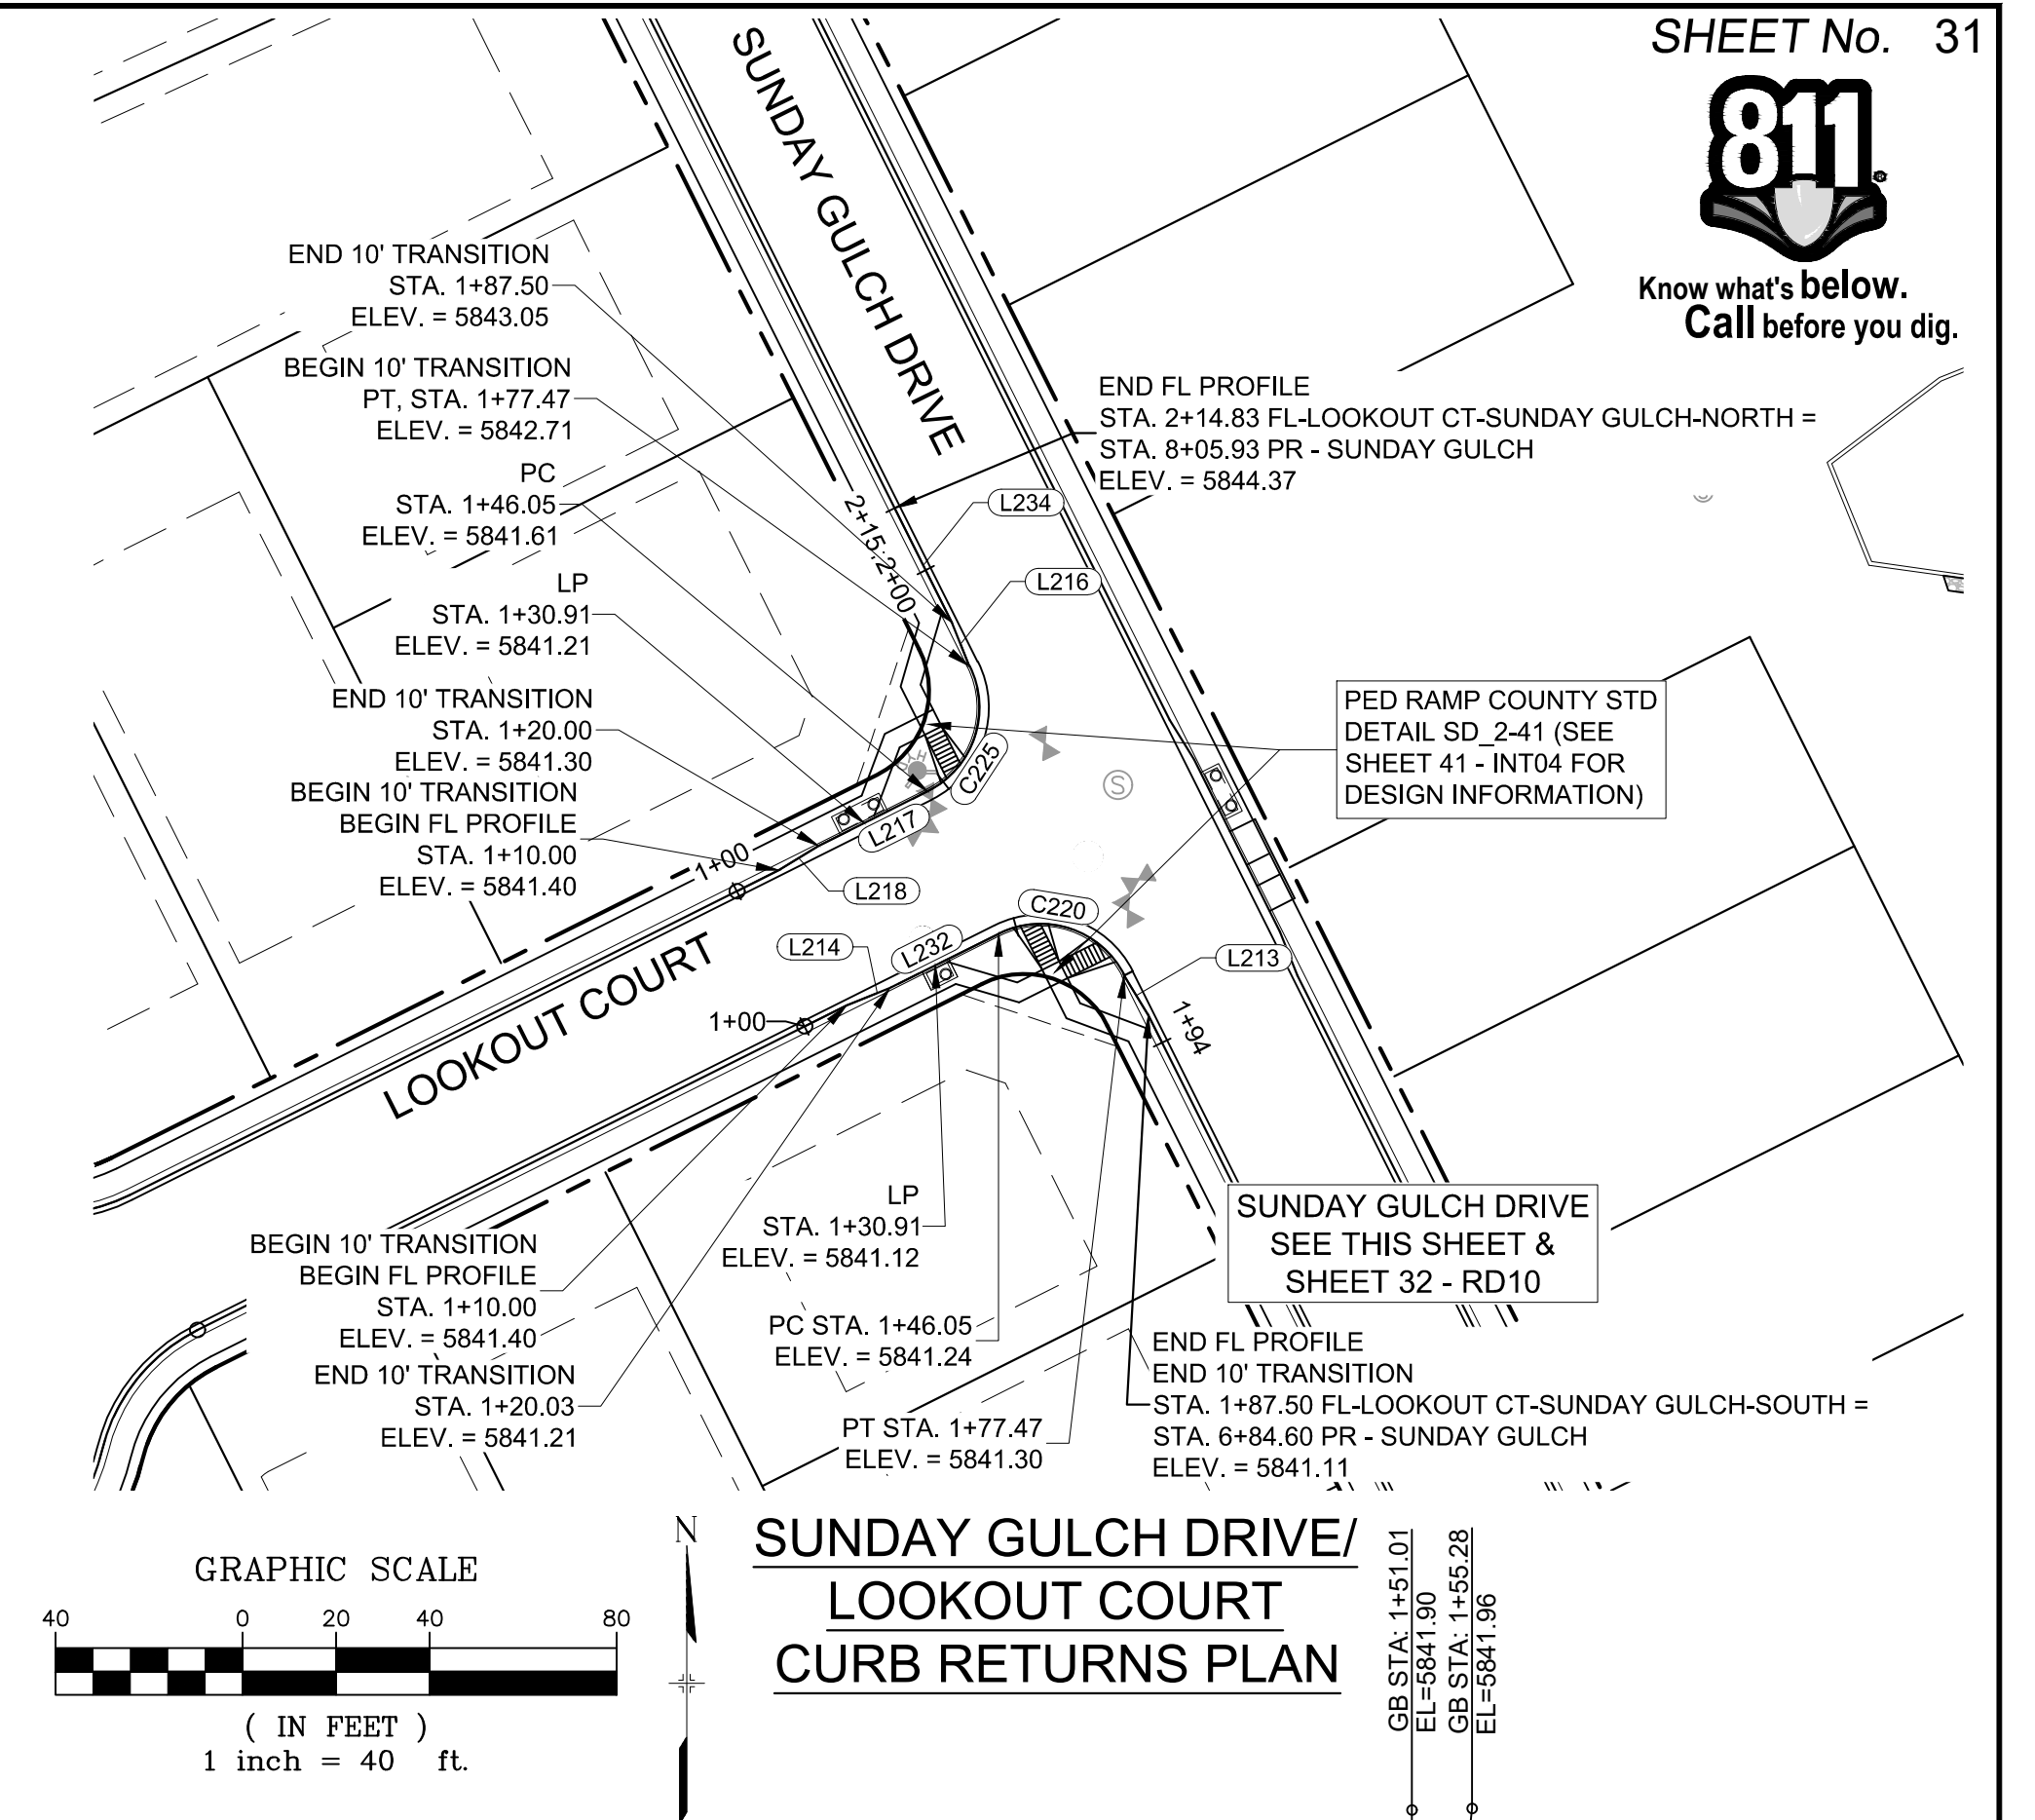 SHEET No. 31
811
Know what's below.
Call before you dig.
SUNDAY GULCH DRIVE
END 10' TRANSITION
STA. 1+87.50
ELEV. = 5843.05
BEGIN 10' TRANSITION
PT, STA. 1+77.47
ELEV. = 5842.71
PC
STA. 1+46.05
ELEV. = 5841.61
LP
STA. 1+30.91
ELEV. = 5841.21
END 10' TRANSITION
STA. 1+20.00
ELEV. = 5841.30
BEGIN 10' TRANSITION
BEGIN FL PROFILE
STA. 1+10.00
ELEV. = 5841.40
END FL PROFILE
STA. 2+14.83 FL-LOOKOUT CT-SUNDAY GULCH-NORTH =
STA. 8+05.93 PR - SUNDAY GULCH
ELEV. = 5844.37
L234
2+15.2+00
L216
PED RAMP COUNTY STD
DETAIL SD_2-41 (SEE
SHEET 41 - INT04 FOR
DESIGN INFORMATION)
C225
S
L217
1+00
L218
C220
L232
L214
L213
1+94
1+00
LOOKOUT COURT
BEGIN 10' TRANSITION
BEGIN FL PROFILE
STA. 1+10.00
ELEV. = 5841.40
END 10' TRANSITION
STA. 1+20.03
ELEV. = 5841.21
LP
STA. 1+30.91
ELEV. = 5841.12
PC STA. 1+46.05
ELEV. = 5841.24
PT STA. 1+77.47
ELEV. = 5841.30
SUNDAY GULCH DRIVE
SEE THIS SHEET &
SHEET 32 - RD10
END FL PROFILE
END 10' TRANSITION
STA. 1+87.50 FL-LOOKOUT CT-SUNDAY GULCH-SOUTH =
STA. 6+84.60 PR - SUNDAY GULCH
ELEV. = 5841.11
GRAPHIC SCALE
40 0 20 40 80
( IN FEET )
1 inch = 40 ft.
N
SUNDAY GULCH DRIVE/
LOOKOUT COURT
CURB RETURNS PLAN
GB STA: 1+51.01
EL=5841.90
GB STA: 1+55.28
EL=5841.96